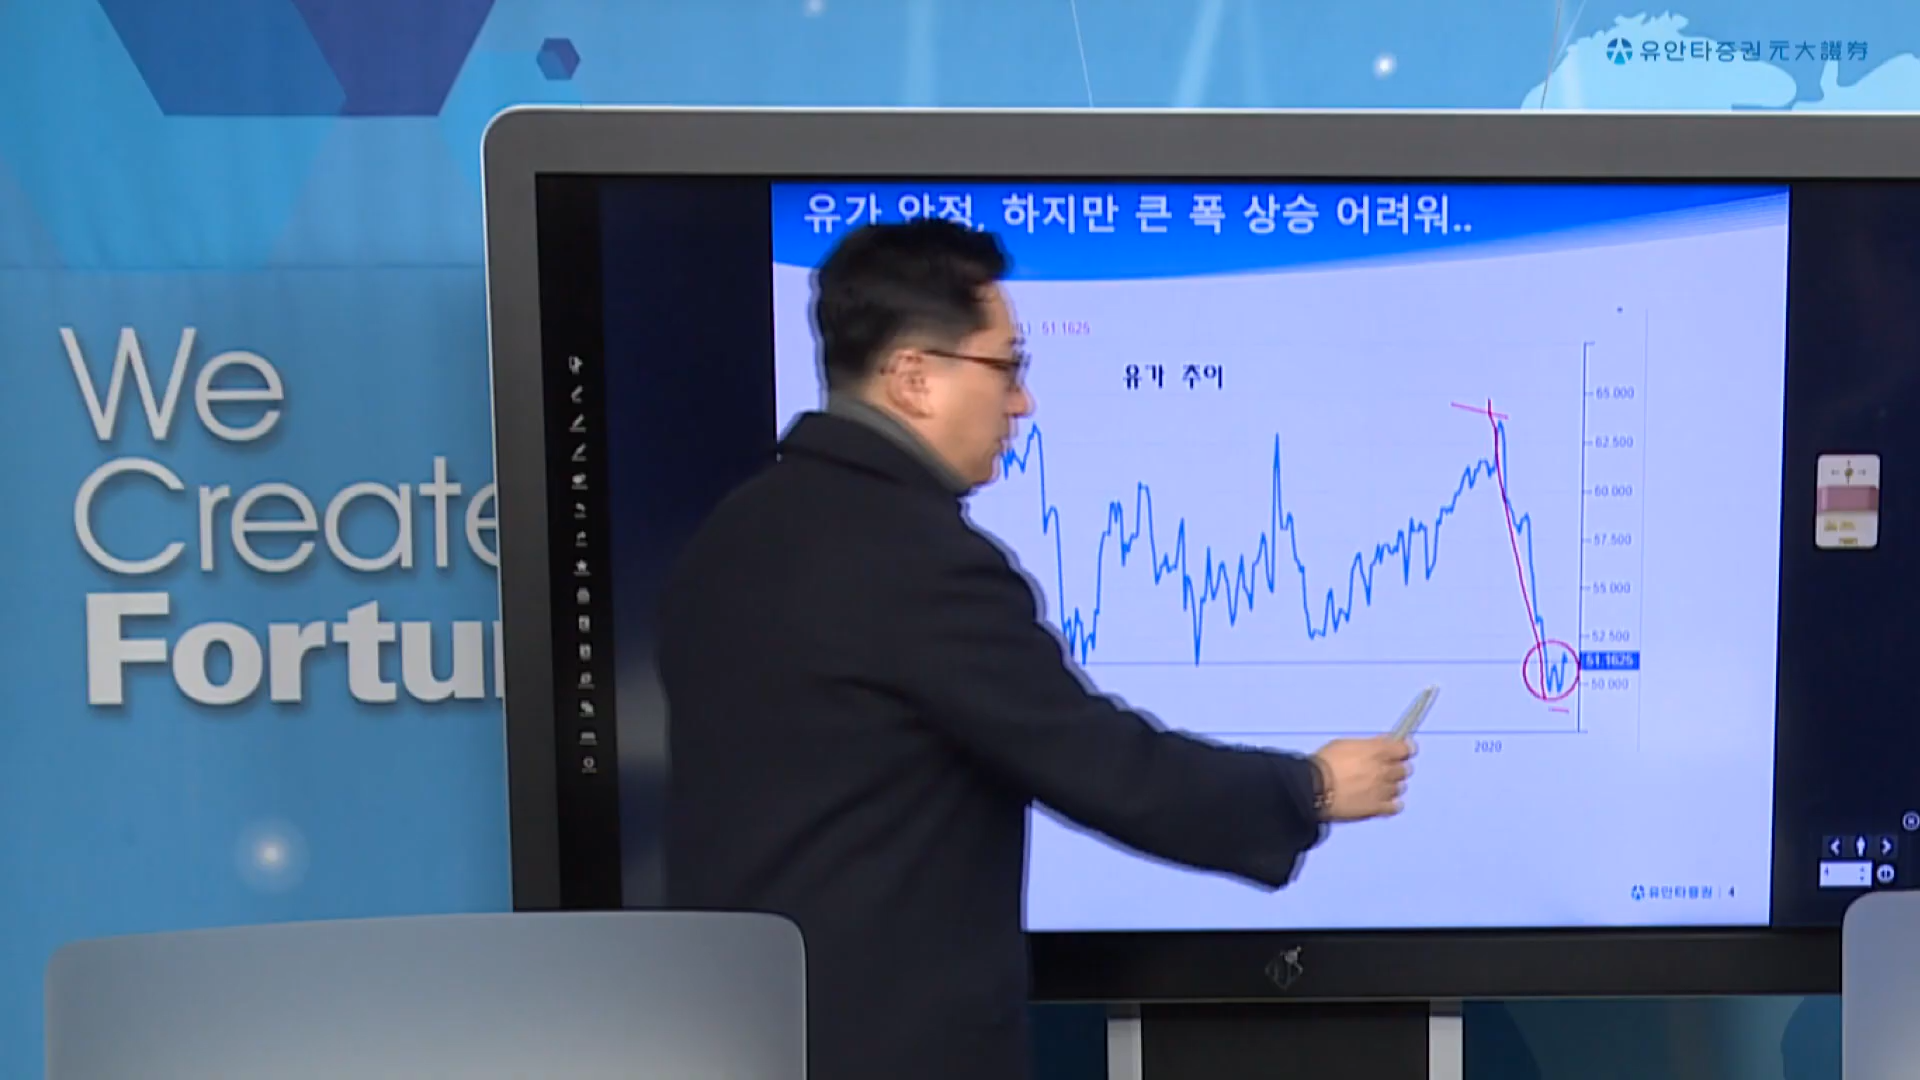 유안타증권 元大證券
We
Create
Fortu
유가 안정, 하지만 큰 폭 상승 어려워..
51.1625
유가 추이
65.000
62.500
60.000
57.500
55.000
52.500
51.1625
50.000
2020
유안타증권 | 4